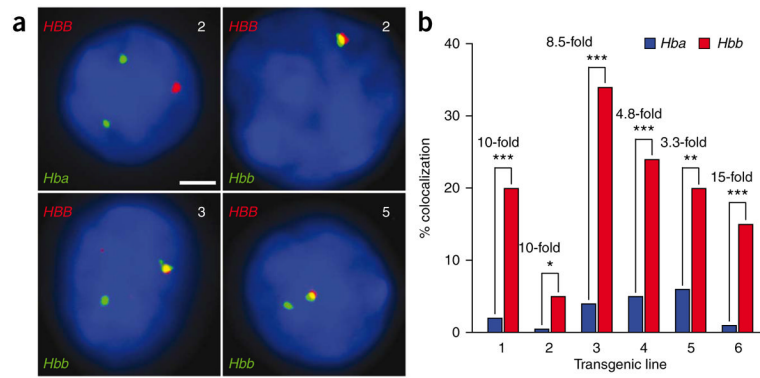 a
HBB 2
Hba
HBB 2
Hbb
HBB 3
Hbb
HBB 5
Hbb
b
Hba Hbb
% colocalization
40
30
20
10
0
10-fold
***
10-fold
*
8.5-fold
***
4.8-fold
***
3.3-fold
**
15-fold
***
1 2 3 4 5 6
Transgenic line